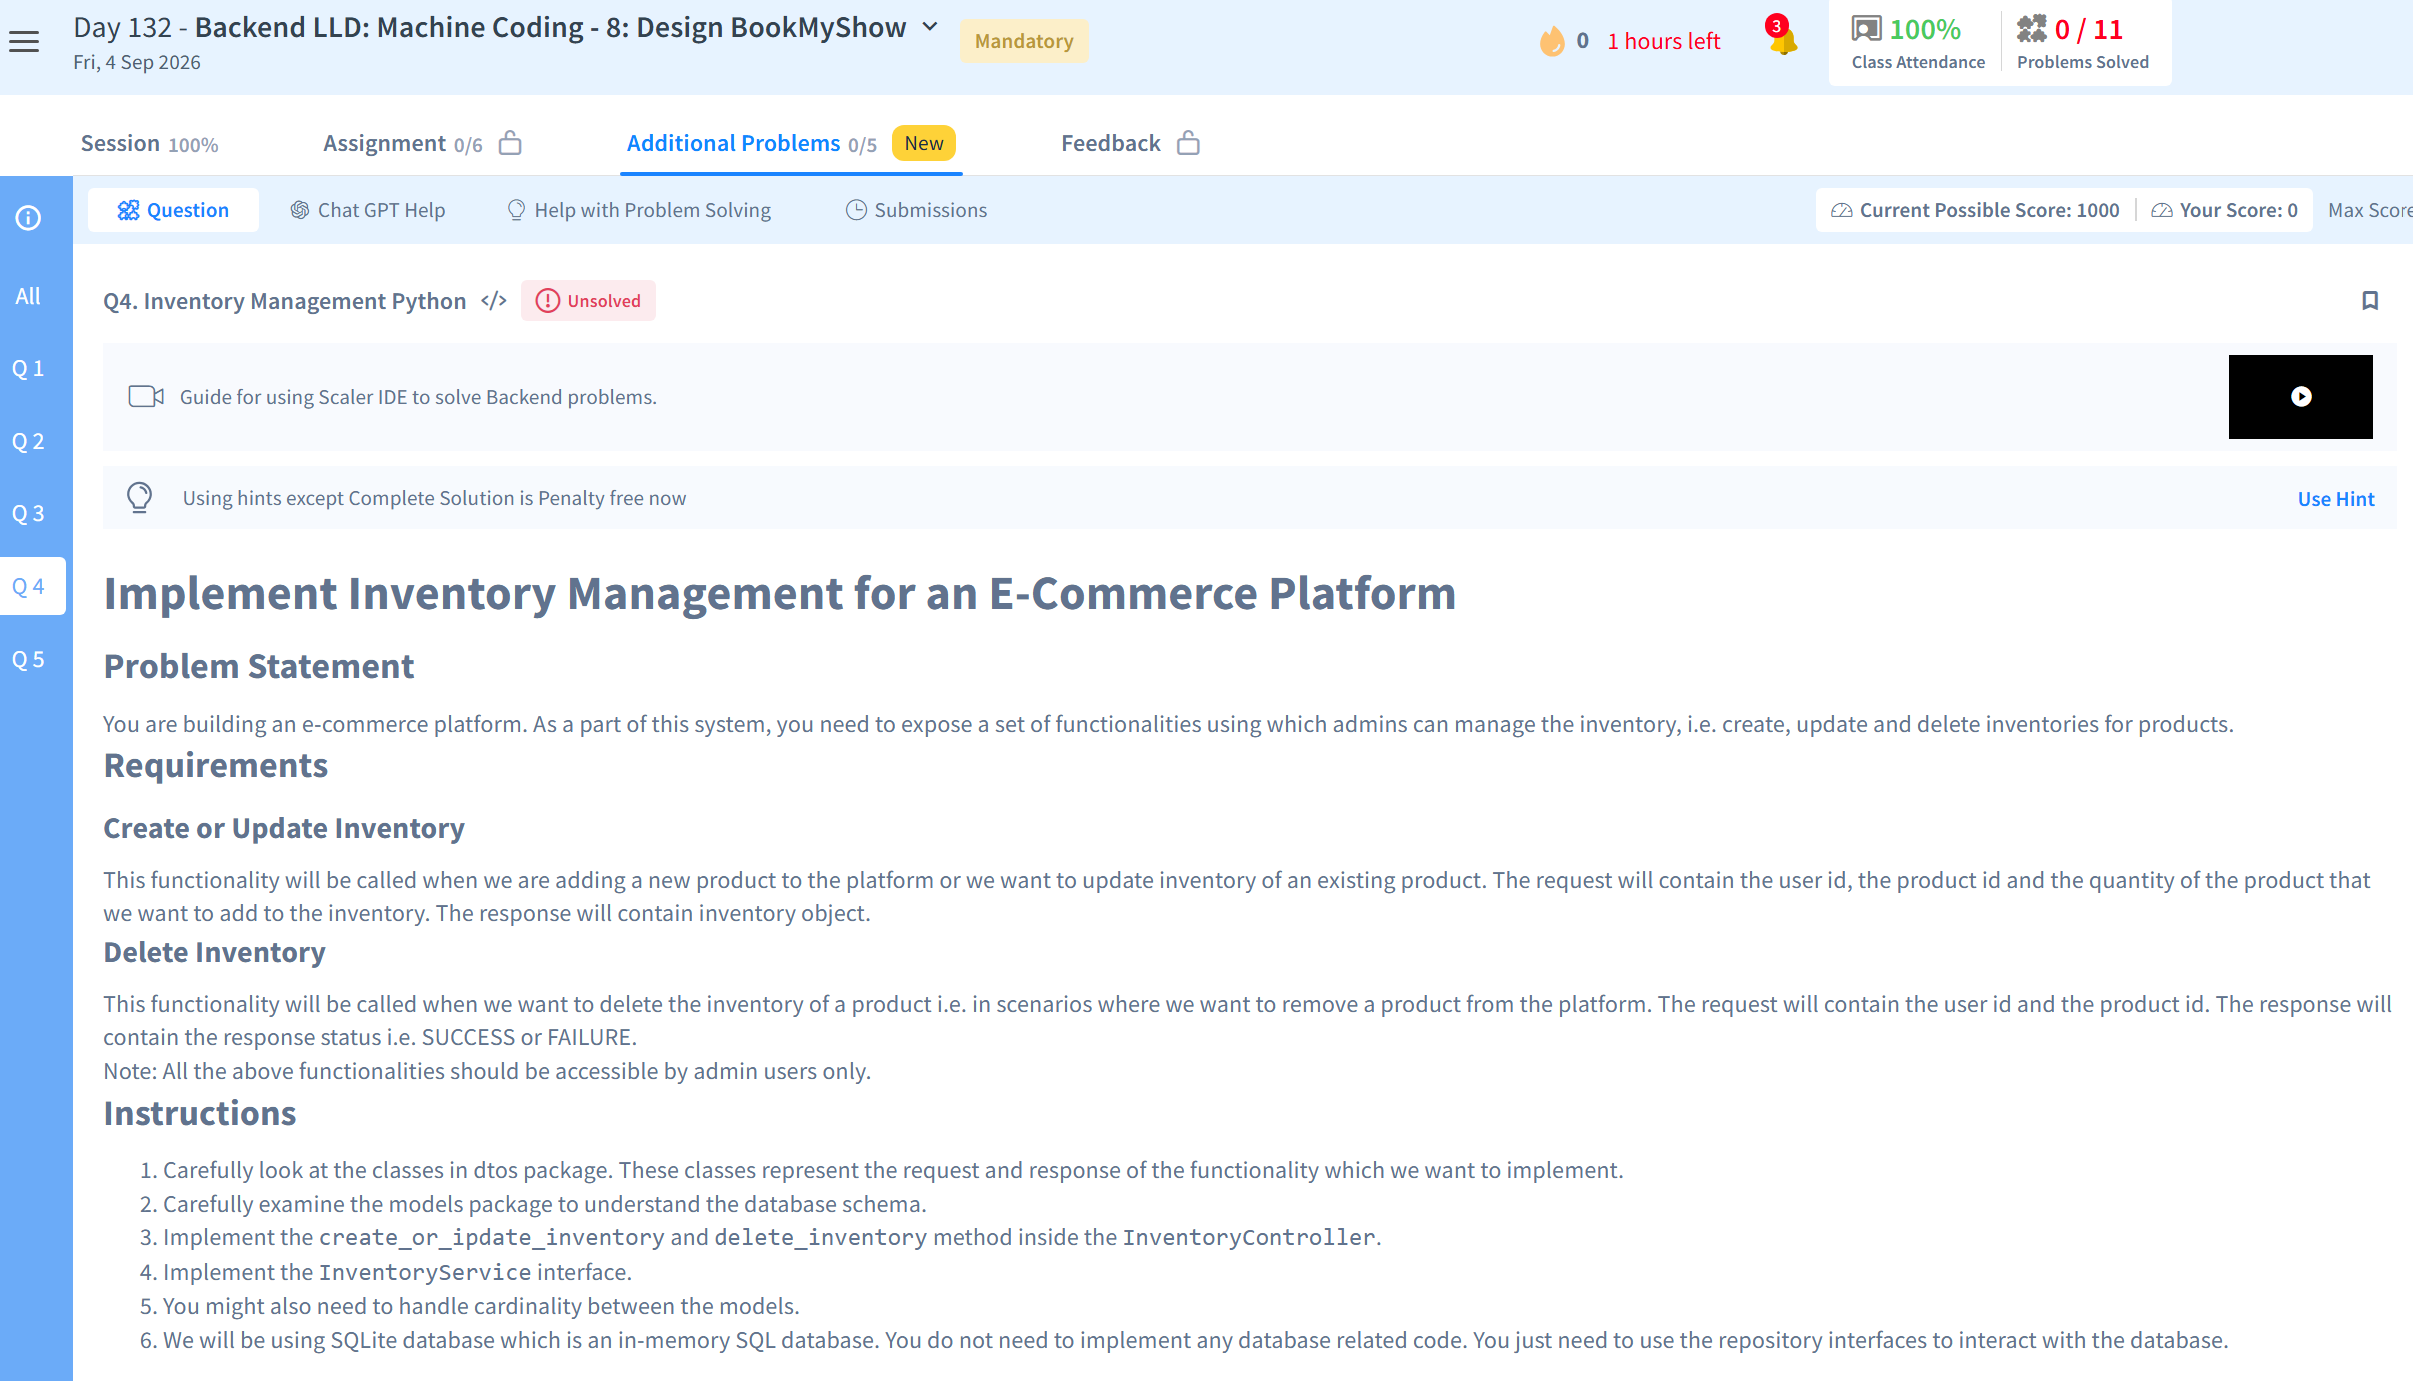 Day 132 - Backend LLD: Machine Coding - 8: Design BookMyShow
Mandatory
Fri, 4 Sep 2026
0
1 hours left
3
100%
Class Attendance
0 / 11
Problems Solved
Session 100%
Assignment 0/6
Additional Problems 0/5 New
Feedback
Question
Chat GPT Help
Help with Problem Solving
Submissions
Current Possible Score: 1000
Your Score: 0
Max Score
All
Q 1
Q 2
Q 3
Q 4
Q 5
Q4. Inventory Management Python </> Unsolved
Guide for using Scaler IDE to solve Backend problems.
Using hints except Complete Solution is Penalty free now
Use Hint
Implement Inventory Management for an E-Commerce Platform
Problem Statement
You are building an e-commerce platform. As a part of this system, you need to expose a set of functionalities using which admins can manage the inventory, i.e. create, update and delete inventories for products.
Requirements
Create or Update Inventory
This functionality will be called when we are adding a new product to the platform or we want to update inventory of an existing product. The request will contain the user id, the product id and the quantity of the product that
we want to add to the inventory. The response will contain inventory object.
Delete Inventory
This functionality will be called when we want to delete the inventory of a product i.e. in scenarios where we want to remove a product from the platform. The request will contain the user id and the product id. The response will
contain the response status i.e. SUCCESS or FAILURE.
Note: All the above functionalities should be accessible by admin users only.
Instructions
1. Carefully look at the classes in dtos package. These classes represent the request and response of the functionality which we want to implement.
2. Carefully examine the models package to understand the database schema.
3. Implement the create_or_ipdate_inventory and delete_inventory method inside the InventoryController.
4. Implement the InventoryService interface.
5. You might also need to handle cardinality between the models.
6. We will be using SQLite database which is an in-memory SQL database. You do not need to implement any database related code. You just need to use the repository interfaces to interact with the database.